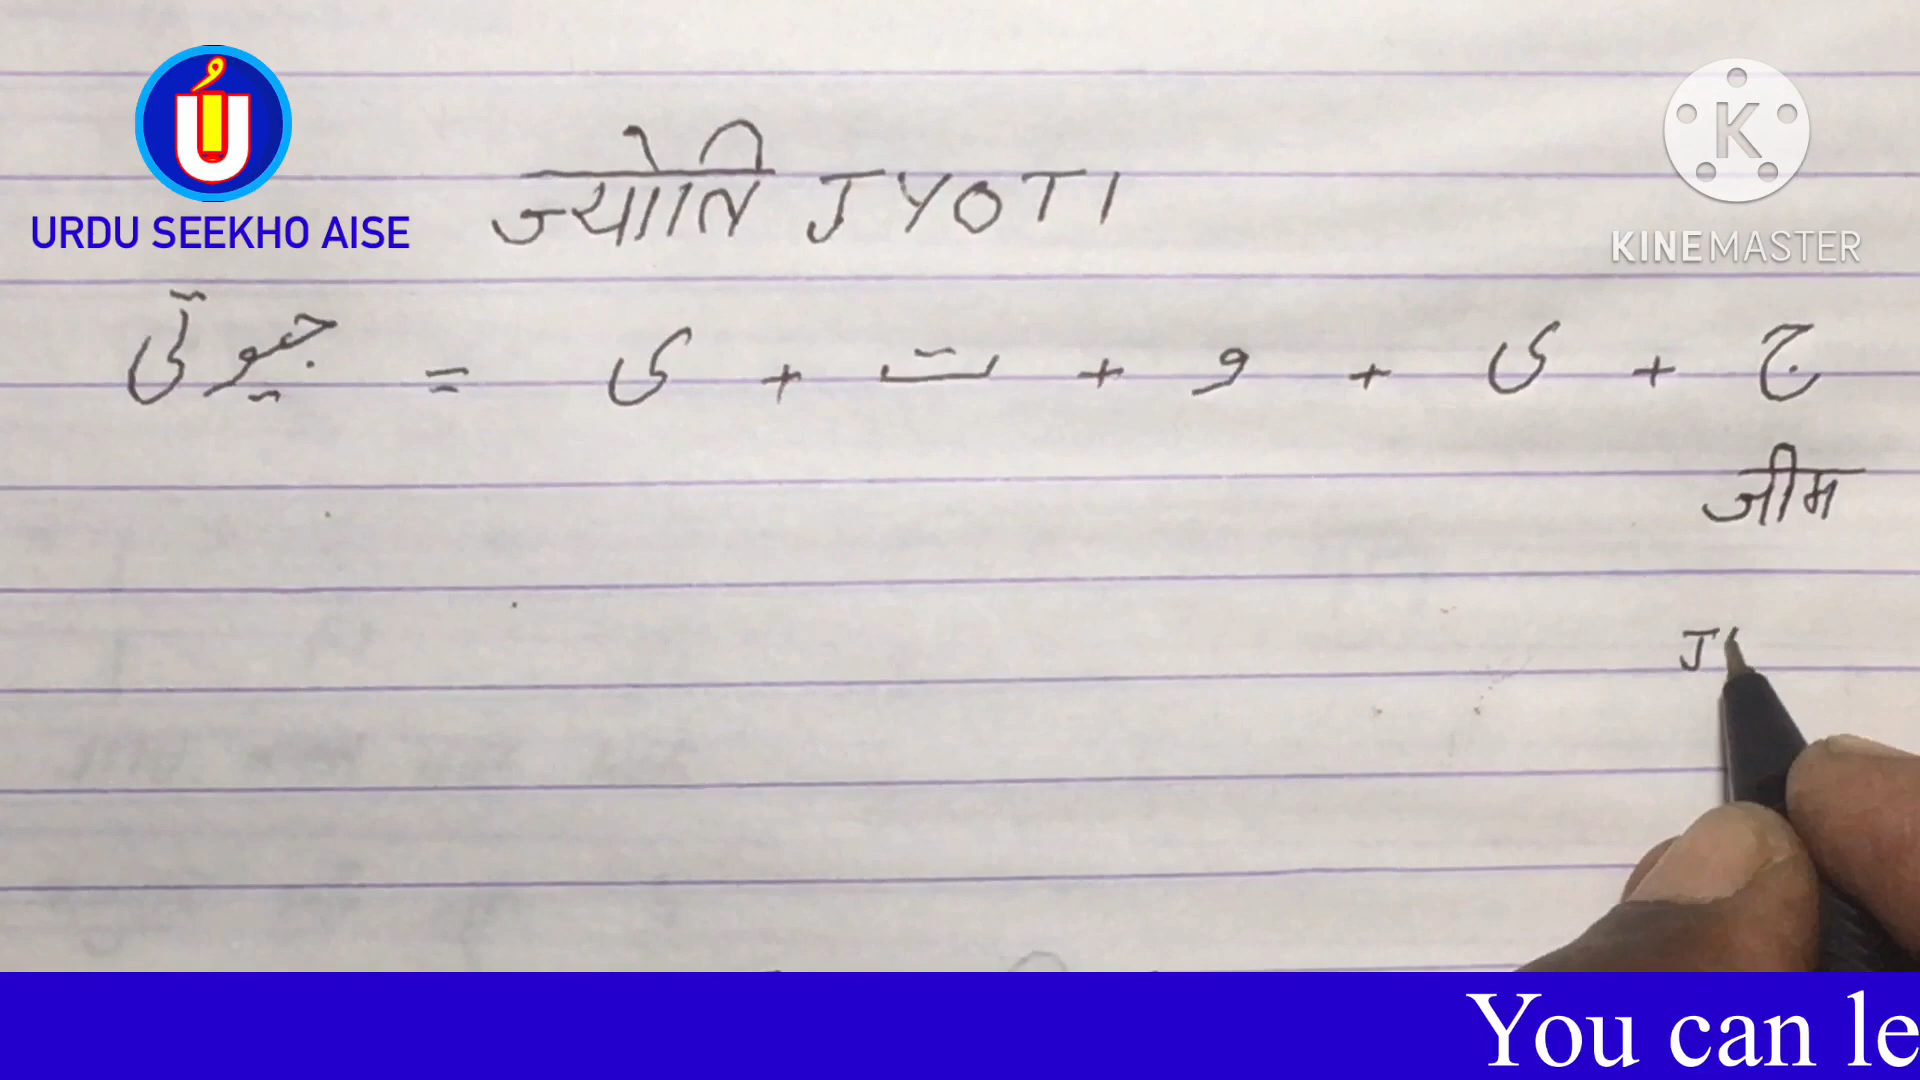 URDU SEEKHO AISE
KINEMASTER
ज्योति JYOTI
ج + ی + و + ت + ی = جیوتی
जीम
J
You can le